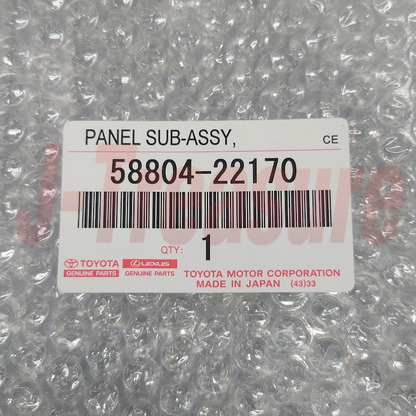 PANEL SUB-ASSY, CE
58804-22170
J-Treasure
QTY: 1
TOYOTA LEXUS
GENUINE PARTS GENUINE PARTS
TOYOTA MOTOR CORPORATION
MADE IN JAPAN (43)33